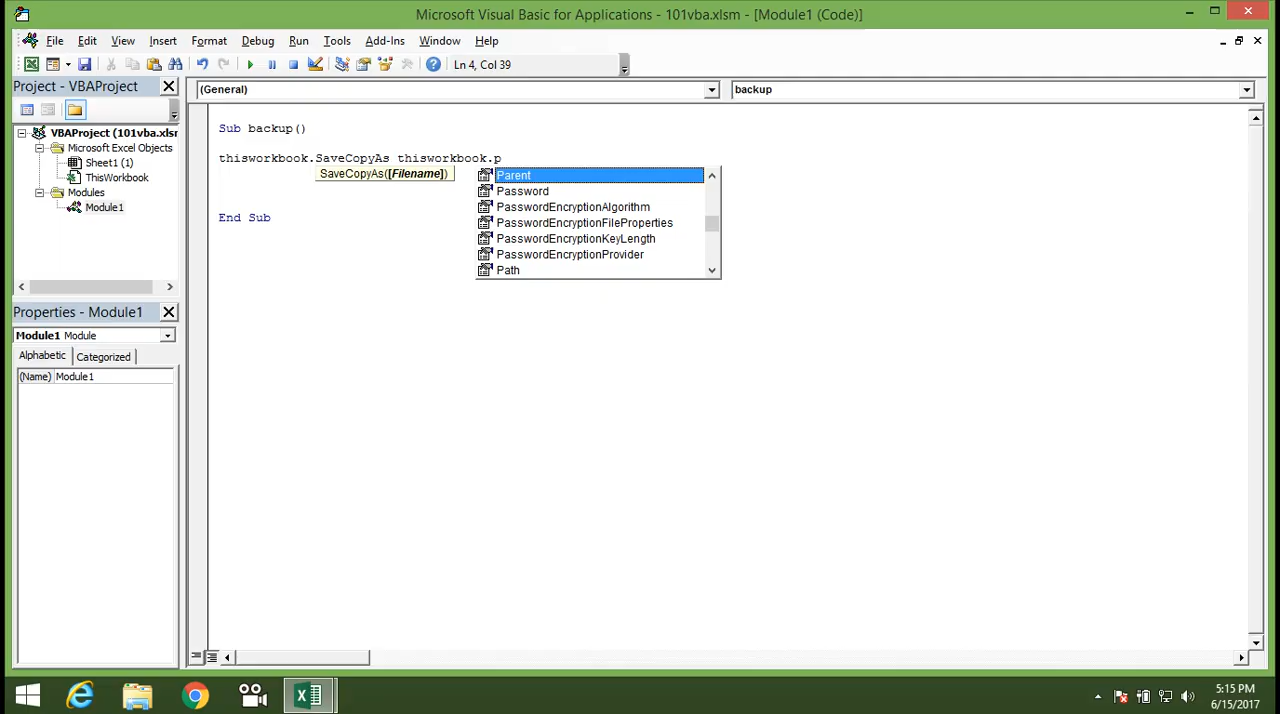 Microsoft Visual Basic for Applications - 101vba.xlsm - [Module1 (Code)]
File Edit View Insert Format Debug Run Tools Add-Ins Window Help
Ln 4, Col 39
Project - VBAProject
(General)
backup
VBAProject (101vba.xlsr
Microsoft Excel Objects
Sheet1 (1)
ThisWorkbook
Modules
Module1
Sub backup()
thisworkbook.SaveCopyAs thisworkbook.p
SaveCopyAs([Filename])
Parent
Password
PasswordEncryptionAlgorithm
PasswordEncryptionFileProperties
PasswordEncryptionKeyLength
PasswordEncryptionProvider
Path
End Sub
Properties - Module1
Module1 Module
Alphabetic Categorized
(Name) Module1
5:15 PM
6/15/2017